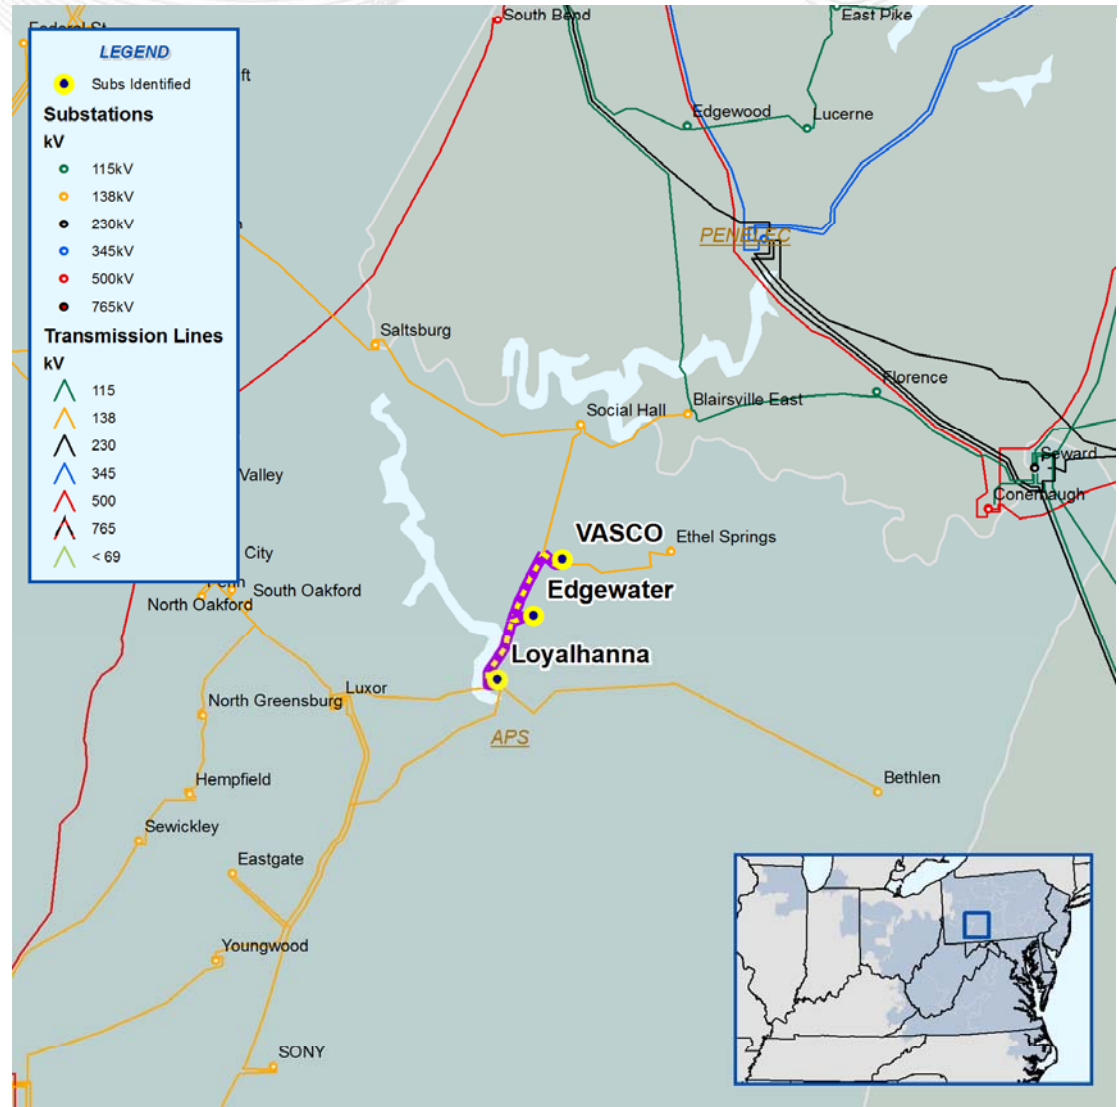 South Bend
East Pike
Federal St
LEGEND
Subs Identified
Substations
kV
115kV
138kV
230kV
345kV
500kV
765kV
Transmission Lines
kV
115
138
230
345
500
765
< 69
ft
Edgewood
Lucerne
PENELEC
Saltsburg
Florence
Social Hall
Blairsville East
Seward
Valley
Conemaugh
VASCO
Ethel Springs
City
Edgewater
South Oakford
North Oakford
Loyalhanna
Luxor
North Greensburg
APS
Hempfield
Bethlen
Sewickley
Eastgate
Youngwood
SONY